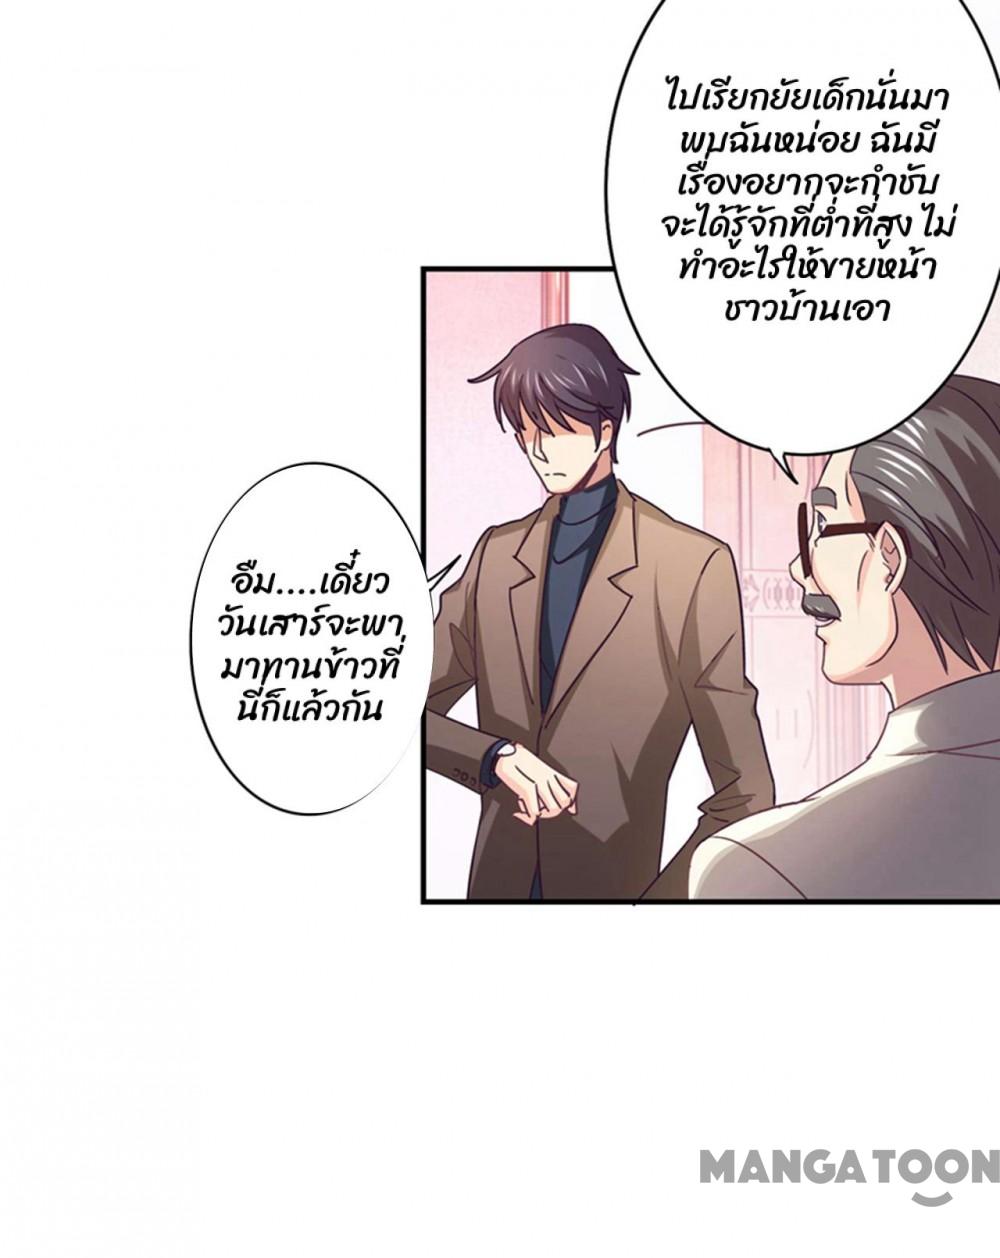 ไปเรียกยัยเด็กนั่นมา
พบฉันหน่อย ฉันมี
เรื่องอยากจะกำชับ
จะได้รู้จักที่ต่ำที่สูง ไม่
ทำอะไรให้ขายหน้า
ชาวบ้านเอา
อืม....เดี๋ยว
วันเสาร์จะพา
มาทานข้าวที่
นี่ก็แล้วกัน
MANGATOON